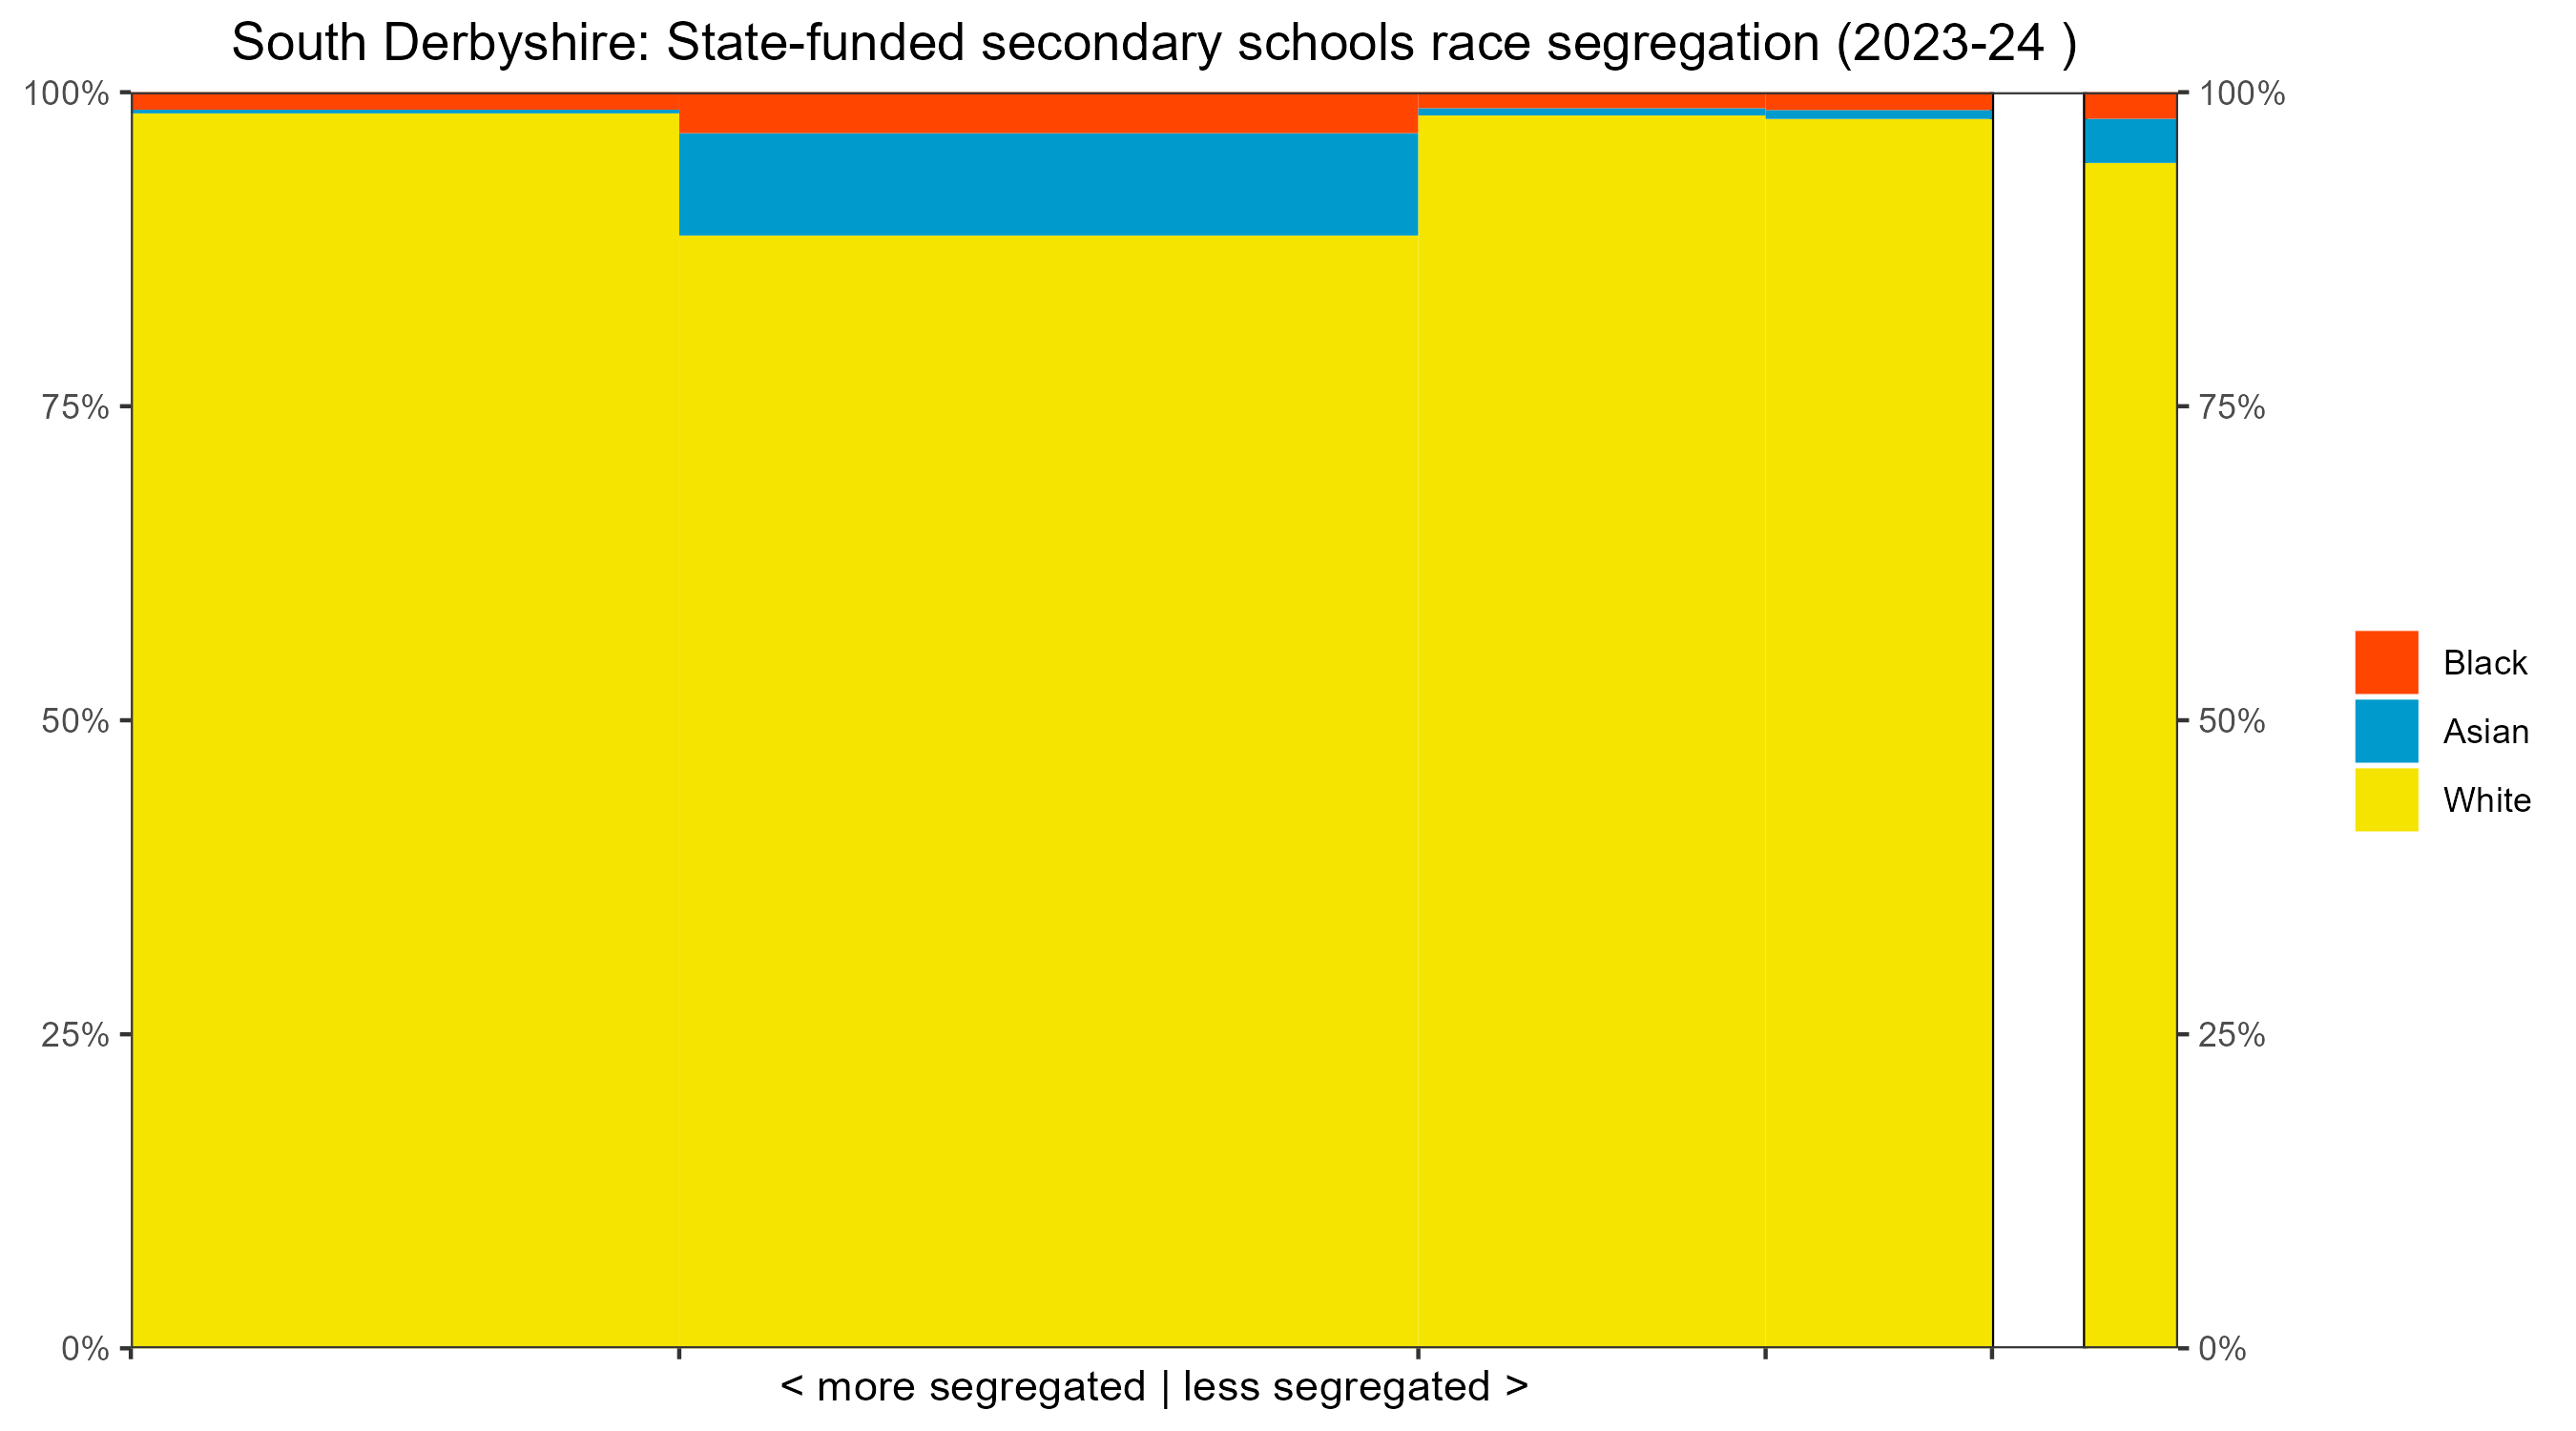 South Derbyshire: State-funded secondary schools race segregation (2023-24 )
100%
75%
50%
25%
0%
100%
75%
50%
25%
0%
Black
Asian
White
< more segregated | less segregated >